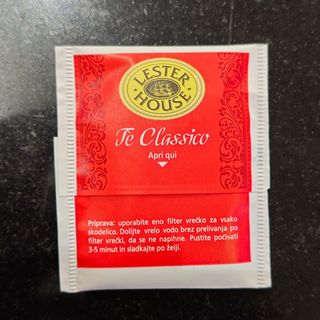 LESTER
HOUSE
Tè Classico
Apri qui
Priprava: uporabite eno filter vrečko za vsako
skodelico. Dolijte vrelo vodo brez prelivanja po
filter vrečki, da se ne napihne. Pustite počivati
3-5 minut in sladkajte po želji.